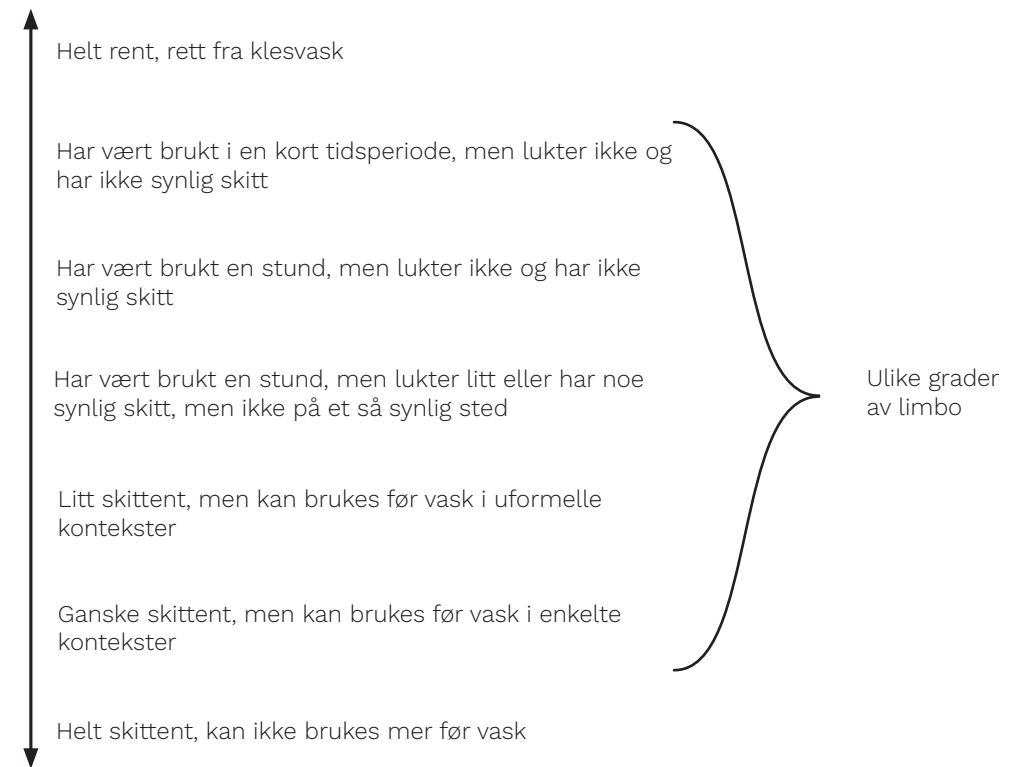 Helt rent, rett fra klesvask
Har vært brukt i en kort tidsperiode, men lukter ikke og
har ikke synlig skitt
Har vært brukt en stund, men lukter ikke og har ikke
synlig skitt
Har vært brukt en stund, men lukter litt eller har noe
synlig skitt, men ikke på et så synlig sted
Ulike grader
av limbo
Litt skittent, men kan brukes før vask i uformelle
kontekster
Ganske skittent, men kan brukes før vask i enkelte
kontekster
Helt skittent, kan ikke brukes mer før vask